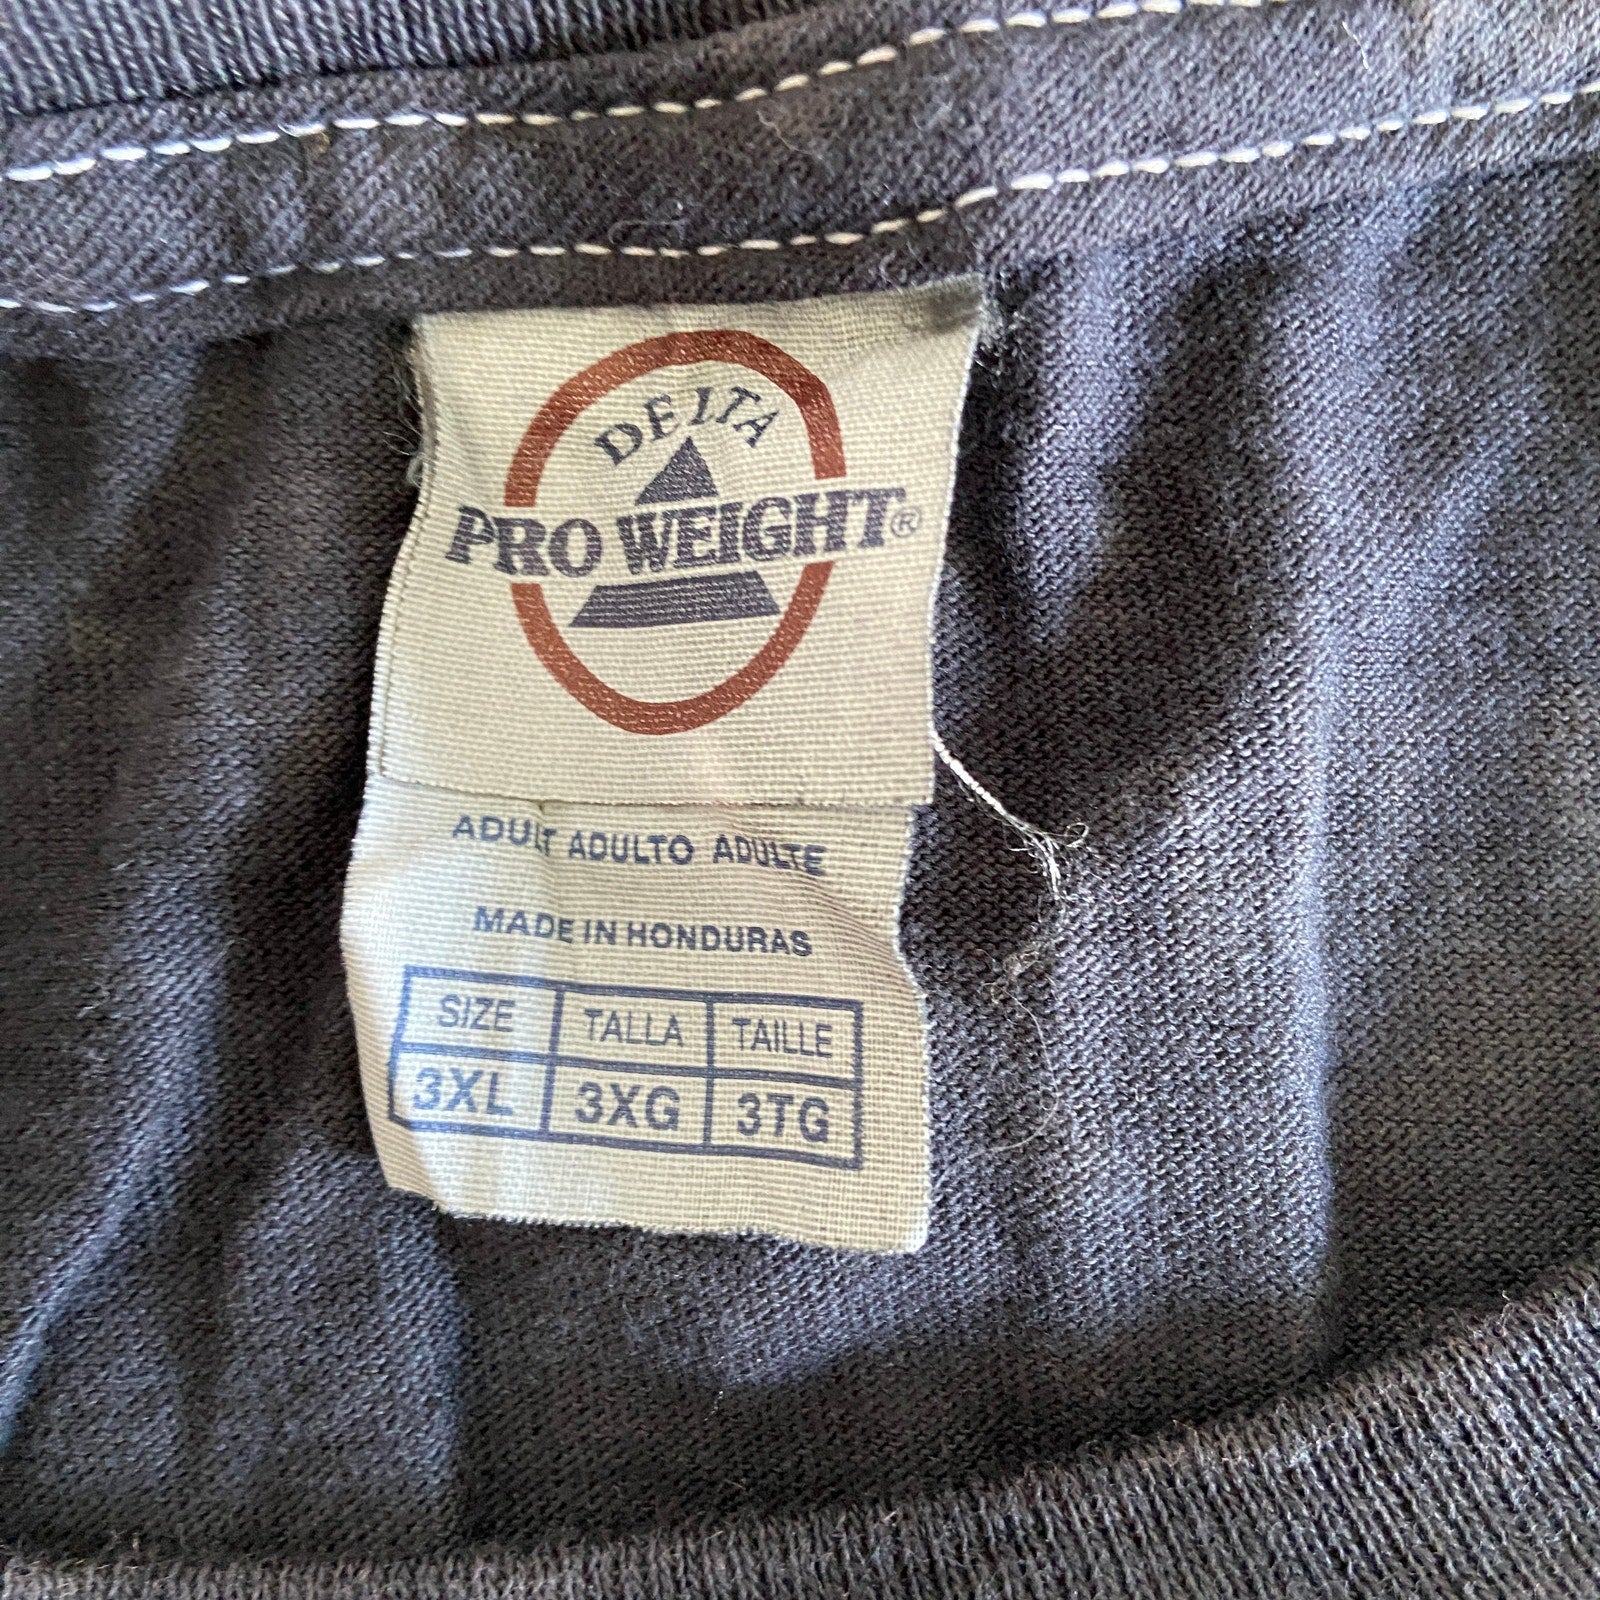 DELTA
PRO WEIGHT®
ADULT ADULTO ADULTE
MADE IN HONDURAS
SIZE TALLA TAILLE
3XL 3XG 3TG